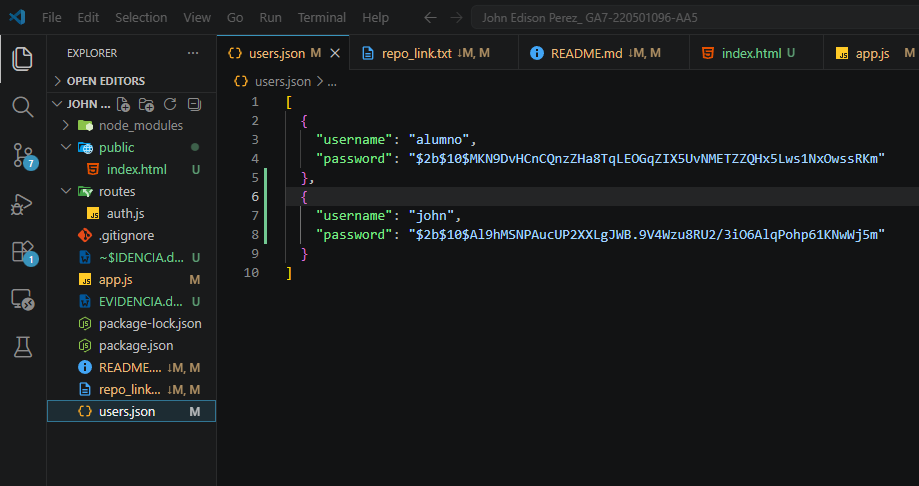 File Edit Selection View Go Run Terminal Help
John Edison Perez_ GA7-220501096-AA5
EXPLORER
OPEN EDITORS
JOHN ...
node_modules
public
index.html U
routes
auth.js
.gitignore
~$IDENCIA.d... U
app.js M
EVIDENCIA.d... U
package-lock.json
package.json
README.... ↓M, M
repo_link... ↓M, M
users.json M
7
1
users.json M
repo_link.txt ↓M, M
README.md ↓M, M
index.html U
app.js M
users.json > ...
1 [
2 {
3 "username": "alumno",
4 "password": "$2b$10$MKN9DvHCnCQnzZHa8TqLEOGqZIX5UvNMETZZQHx5Lws1NxOwssRKm"
5 },
6 {
7 "username": "john",
8 "password": "$2b$10$Al9hMSNPAucUP2XXLgJWB.9V4Wzu8RU2/3iO6AlqPohp61KNwWj5m"
9 }
10 ]